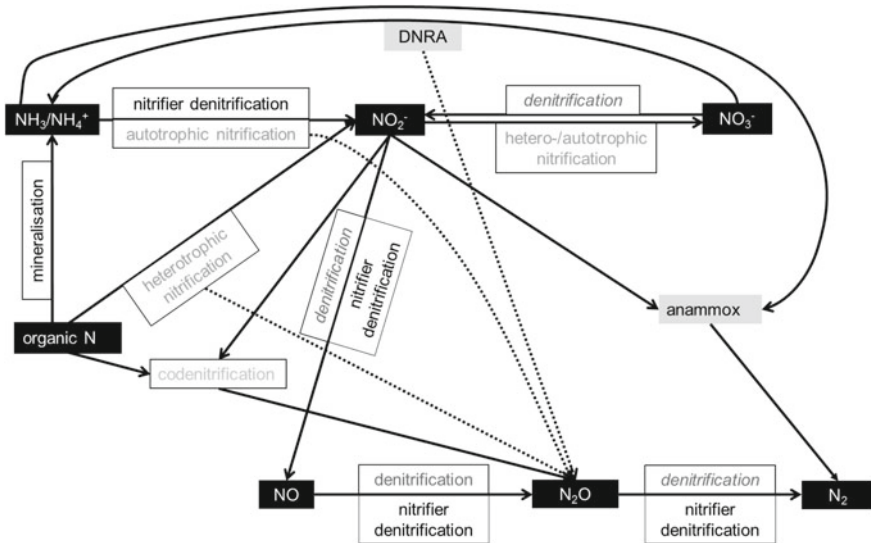 DNRA
nitrifier denitrification
autotrophic nitrification
denitrification
hetero-/autotrophic
nitrification
NH₃/NH₄⁺
NO₂⁻
NO₃⁻
mineralisation
heterotrophic
nitrification
denitrification
nitrifier
denitrification
anammox
organic N
codenitrification
NO
denitrification
nitrifier
denitrification
N₂O
denitrification
nitrifier
denitrification
N₂